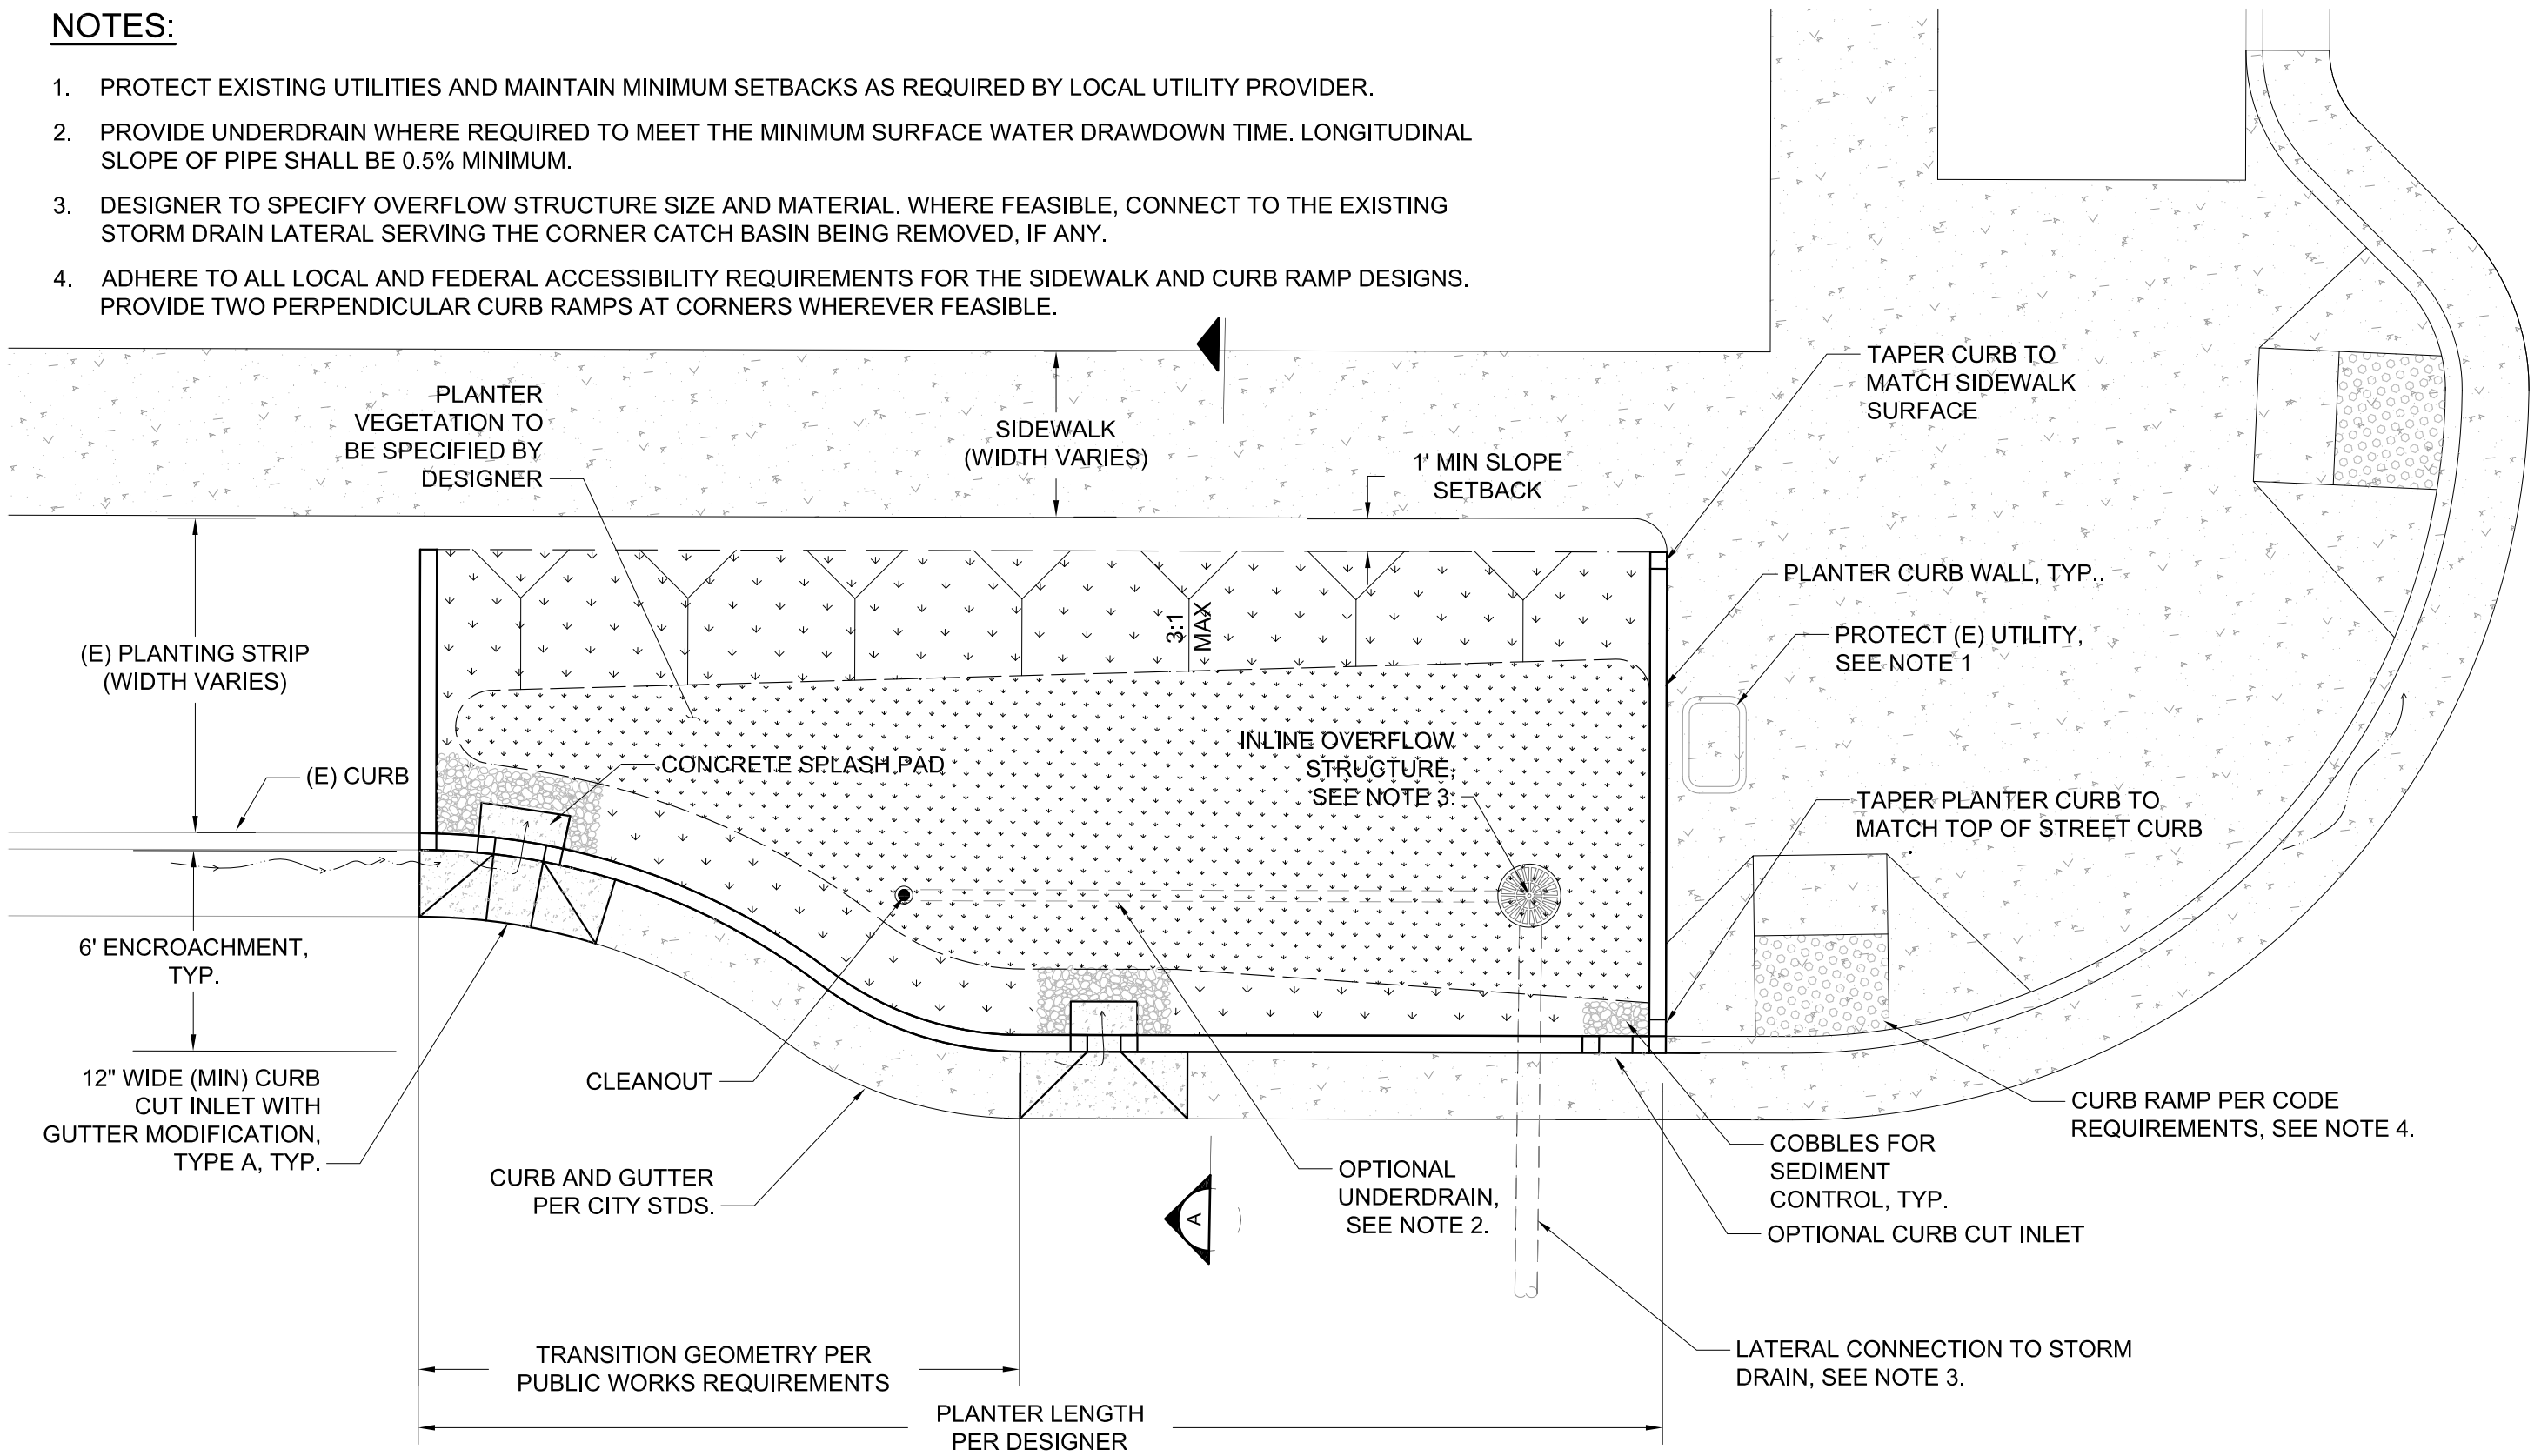 NOTES:
1. PROTECT EXISTING UTILITIES AND MAINTAIN MINIMUM SETBACKS AS REQUIRED BY LOCAL UTILITY PROVIDER.
2. PROVIDE UNDERDRAIN WHERE REQUIRED TO MEET THE MINIMUM SURFACE WATER DRAWDOWN TIME. LONGITUDINAL
SLOPE OF PIPE SHALL BE 0.5% MINIMUM.
3. DESIGNER TO SPECIFY OVERFLOW STRUCTURE SIZE AND MATERIAL. WHERE FEASIBLE, CONNECT TO THE EXISTING
STORM DRAIN LATERAL SERVING THE CORNER CATCH BASIN BEING REMOVED, IF ANY.
4. ADHERE TO ALL LOCAL AND FEDERAL ACCESSIBILITY REQUIREMENTS FOR THE SIDEWALK AND CURB RAMP DESIGNS.
PROVIDE TWO PERPENDICULAR CURB RAMPS AT CORNERS WHEREVER FEASIBLE.
PLANTER
VEGETATION TO
BE SPECIFIED BY
DESIGNER
SIDEWALK
(WIDTH VARIES)
1' MIN SLOPE
SETBACK
TAPER CURB TO
MATCH SIDEWALK
SURFACE
PLANTER CURB WALL, TYP..
PROTECT (E) UTILITY,
SEE NOTE 1
3:1
MAX
(E) PLANTING STRIP
(WIDTH VARIES)
(E) CURB
CONCRETE SPLASH PAD
INLINE OVERFLOW
STRUCTURE,
SEE NOTE 3.
TAPER PLANTER CURB TO
MATCH TOP OF STREET CURB
6' ENCROACHMENT,
TYP.
12" WIDE (MIN) CURB
CUT INLET WITH
GUTTER MODIFICATION,
TYPE A, TYP.
CLEANOUT
CURB AND GUTTER
PER CITY STDS.
A
OPTIONAL
UNDERDRAIN,
SEE NOTE 2.
CURB RAMP PER CODE
REQUIREMENTS, SEE NOTE 4.
COBBLES FOR
SEDIMENT
CONTROL, TYP.
OPTIONAL CURB CUT INLET
LATERAL CONNECTION TO STORM
DRAIN, SEE NOTE 3.
TRANSITION GEOMETRY PER
PUBLIC WORKS REQUIREMENTS
PLANTER LENGTH
PER DESIGNER